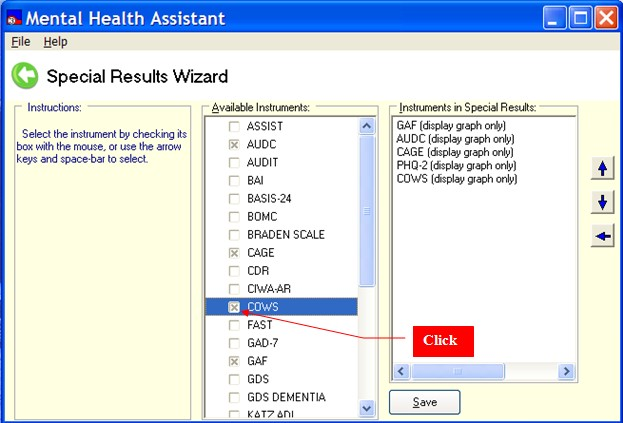 Mental Health Assistant
File Help
Special Results Wizard
Instructions:
Select the instrument by checking its
box with the mouse, or use the arrow
keys and space-bar to select.
Available Instruments:
ASSIST
AUDC
AUDIT
BAI
BASIS-24
BOMC
BRADEN SCALE
CAGE
CDR
CIWA-AR
COWS
FAST
GAD-7
GAF
GDS
GDS DEMENTIA
KATZ ADL
Instruments in Special Results:
GAF (display graph only)
AUDC (display graph only)
CAGE (display graph only)
PHQ-2 (display graph only)
COWS (display graph only)
Click
Save